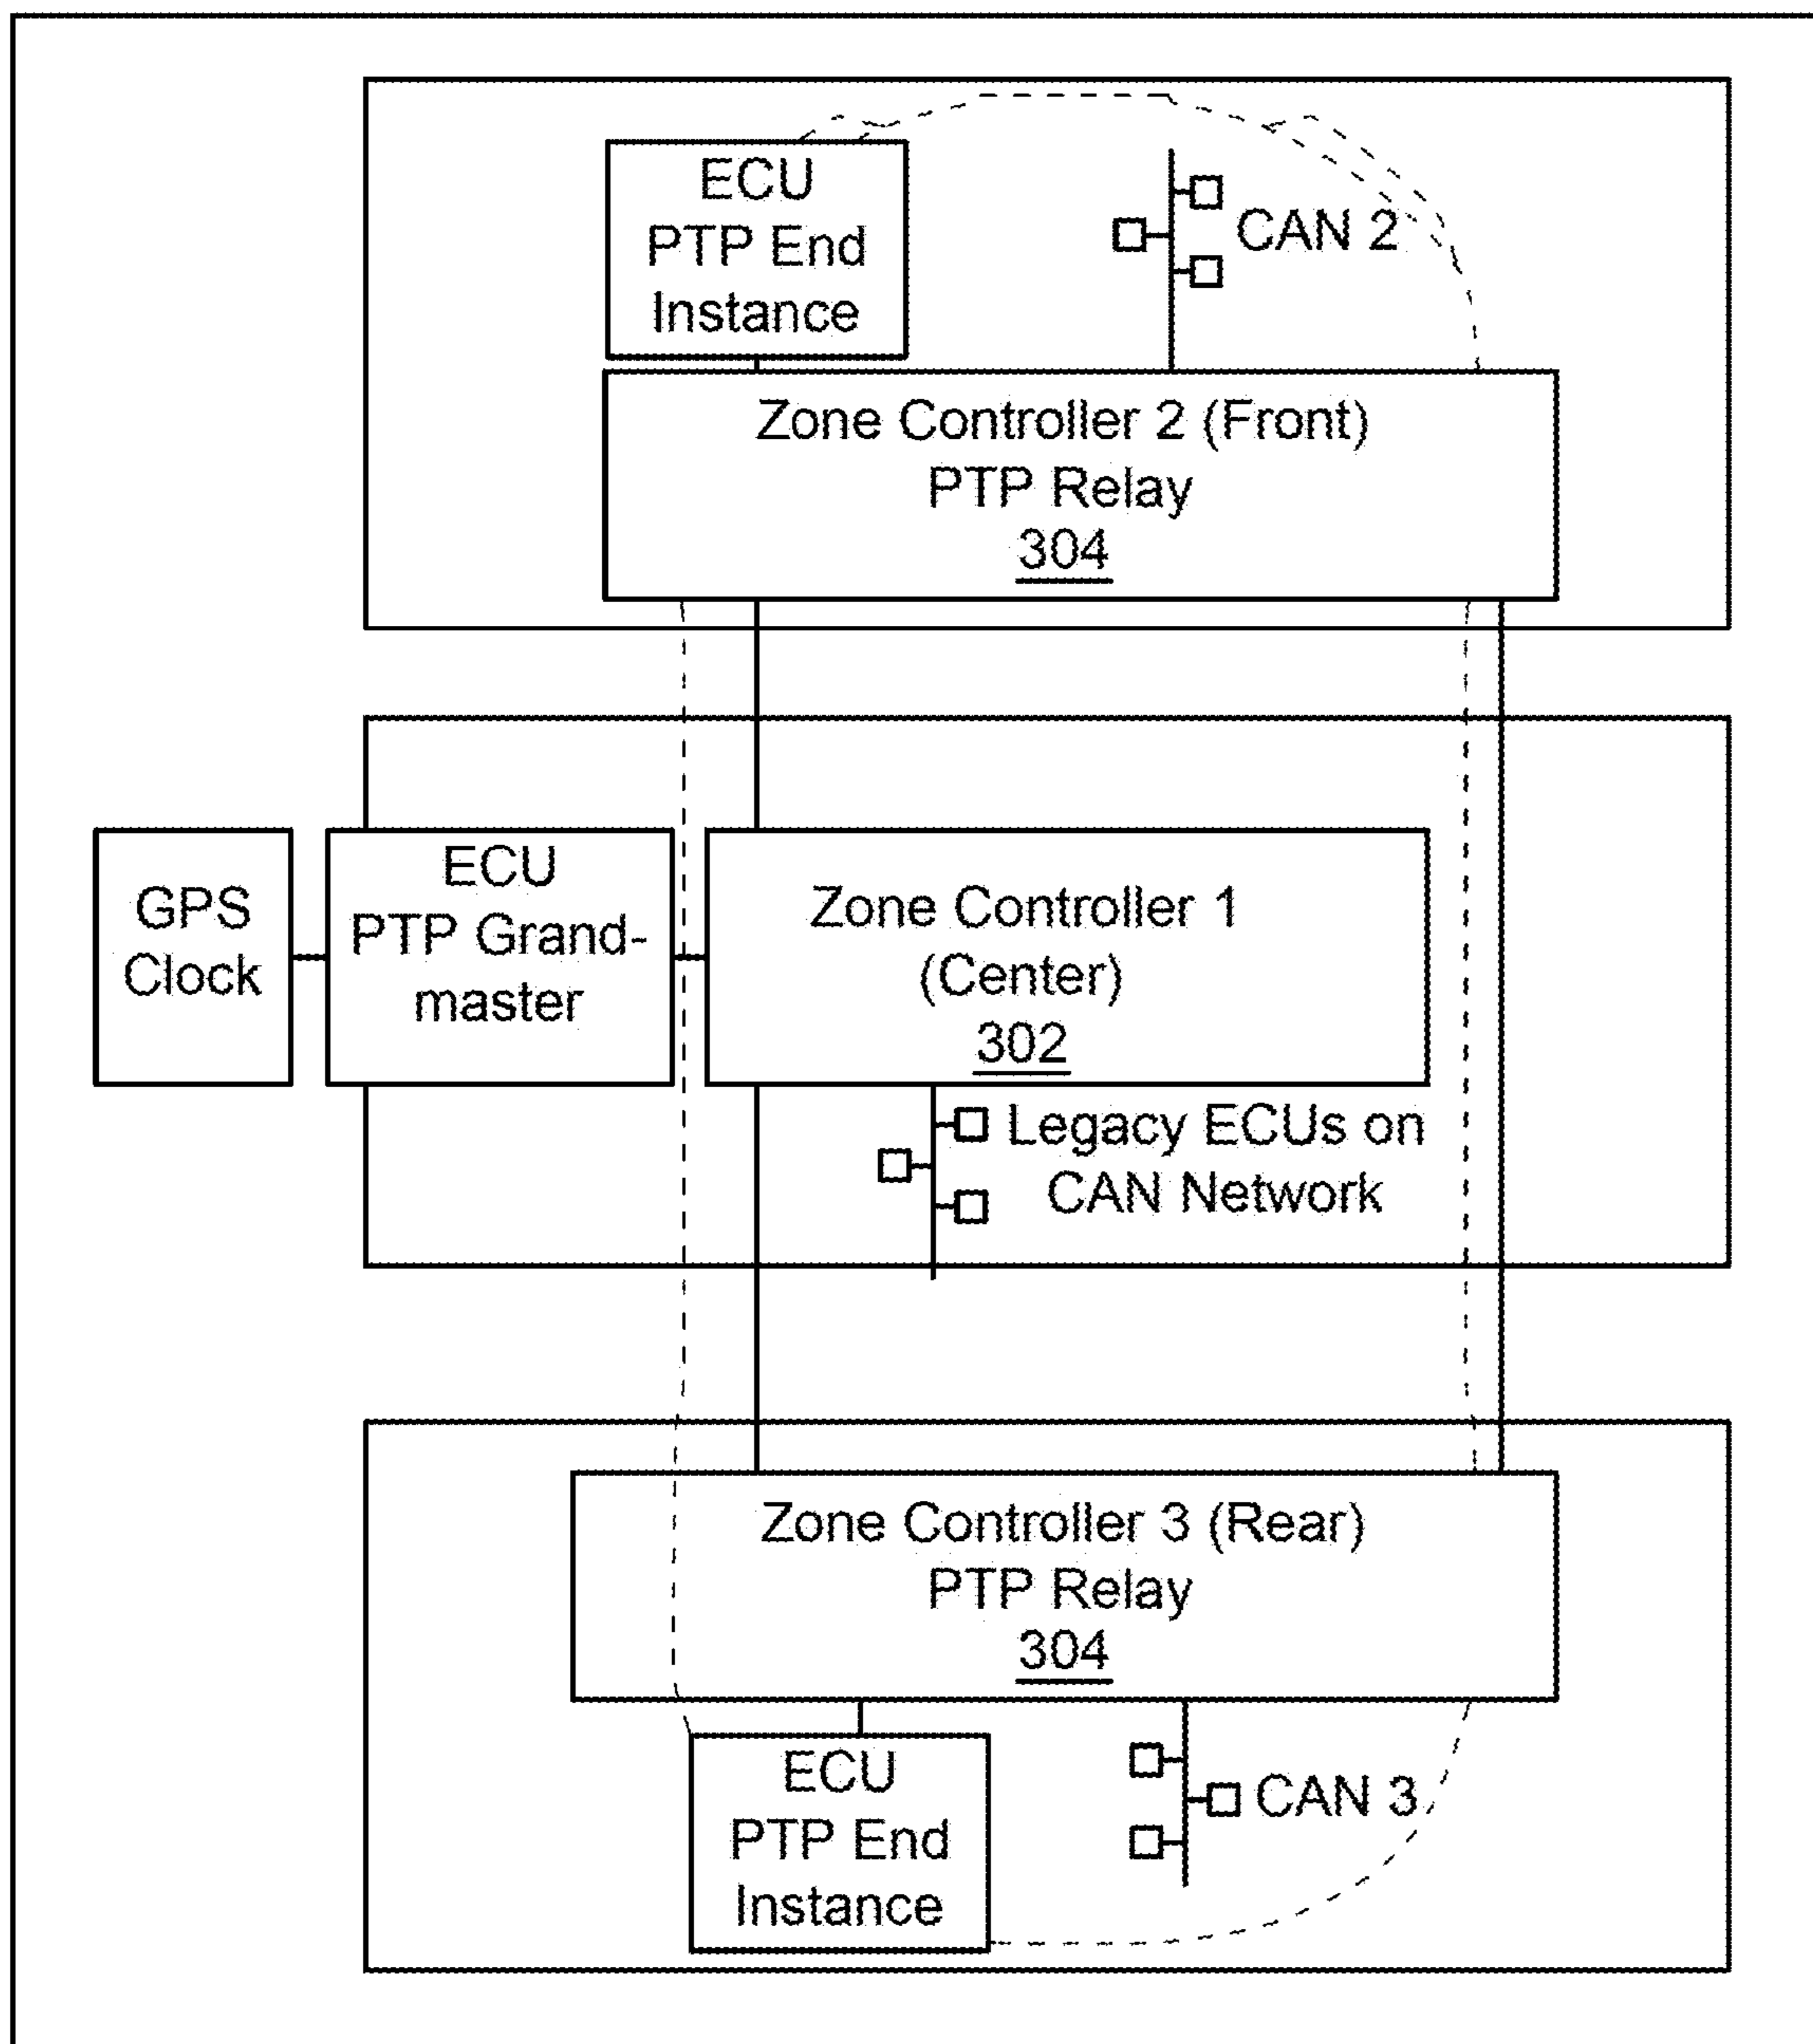 ECU
PTP End
Instance
CAN 2
Zone Controller 2 (Front)
PTP Relay
304
GPS
Clock
ECU
PTP Grand-
master
Zone Controller 1
(Center)
302
Legacy ECUs on
CAN Network
Zone Controller 3 (Rear)
PTP Relay
304
ECU
PTP End
Instance
CAN 3